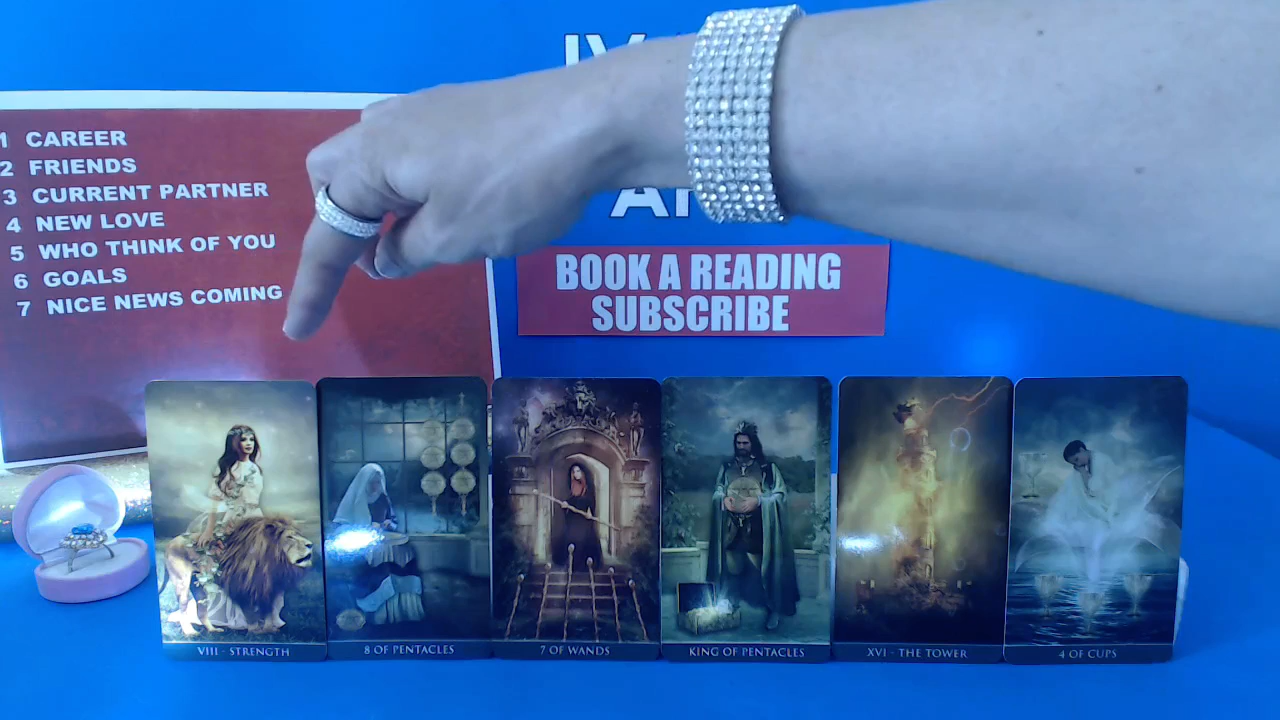 1 CAREER
2 FRIENDS
3 CURRENT PARTNER
4 NEW LOVE
5 WHO THINK OF YOU
6 GOALS
7 NICE NEWS COMING
BOOK A READING
SUBSCRIBE
VIII - STRENGTH
8 OF PENTACLES
7 OF WANDS
KING OF PENTACLES
XVI - THE TOWER
4 OF CUPS